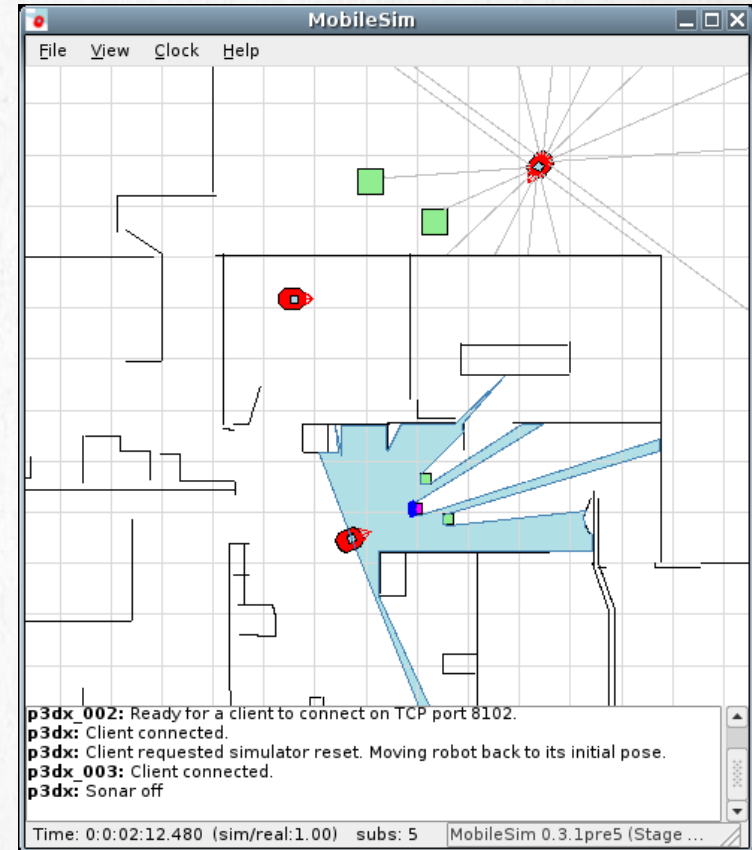 MobileSim
File View Clock Help
p3dx_002: Ready for a client to connect on TCP port 8102.
p3dx: Client connected.
p3dx: Client requested simulator reset. Moving robot back to its initial pose.
p3dx_003: Client connected.
p3dx: Sonar off
Time: 0:0:02:12.480 (sim/real:1.00) subs: 5 MobileSim 0.3.1pre5 (Stage ...